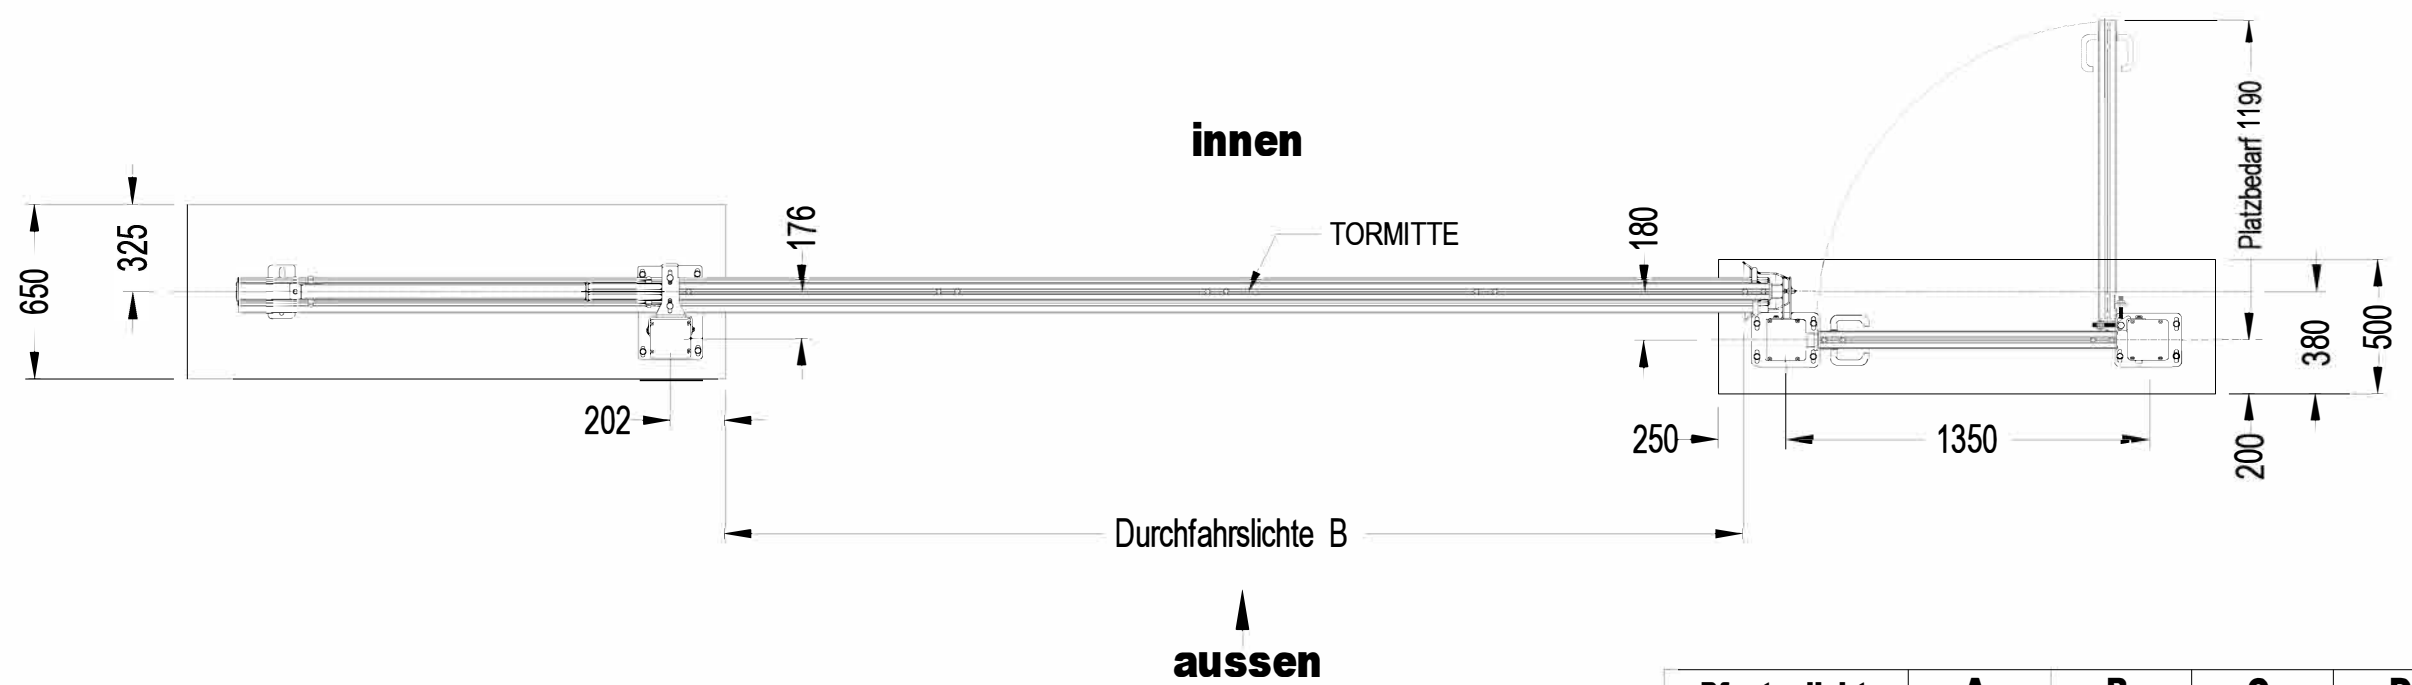 innen
Platzbedarf 1190
650
325
176
TORMITTE
180
380
500
202
250
1350
200
Durchfahrslichte B
aussen
A
B
C